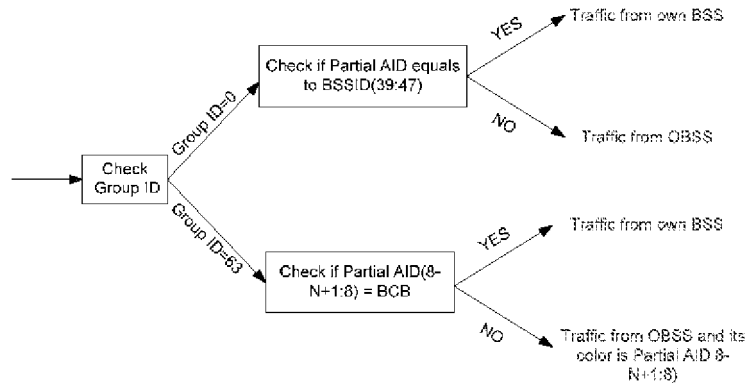 Traffic from own BSS
YES
Check if Partial AID equals
to BSSID(39:47)
NO
Traffic from OBSS
Group ID=0
Check
Group ID
Group ID=63
Traffic from own BSS
YES
Check if Partial AID(8-
N+1:8) = BCB
NO
Traffic from OBSS and its
color is Partial AID 8-
N+1:8)